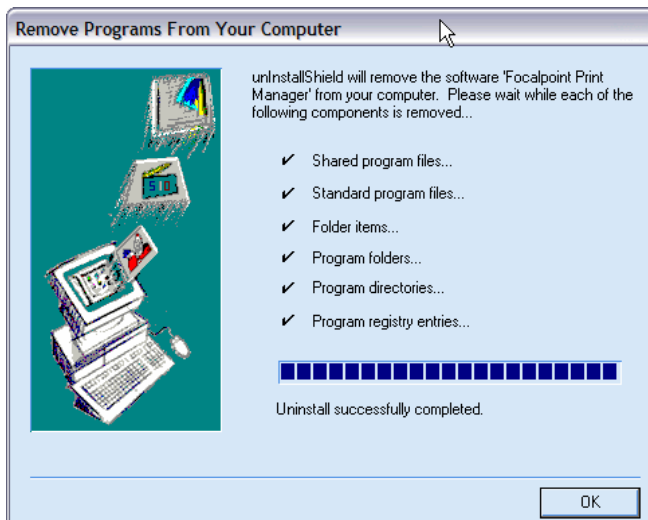 Remove Programs From Your Computer
unInstallShield will remove the software 'Focalpoint Print
Manager' from your computer.  Please wait while each of the
following components is removed...
✔ Shared program files...
✔ Standard program files...
✔ Folder items...
✔ Program folders...
✔ Program directories...
✔ Program registry entries...
Uninstall successfully completed.
OK